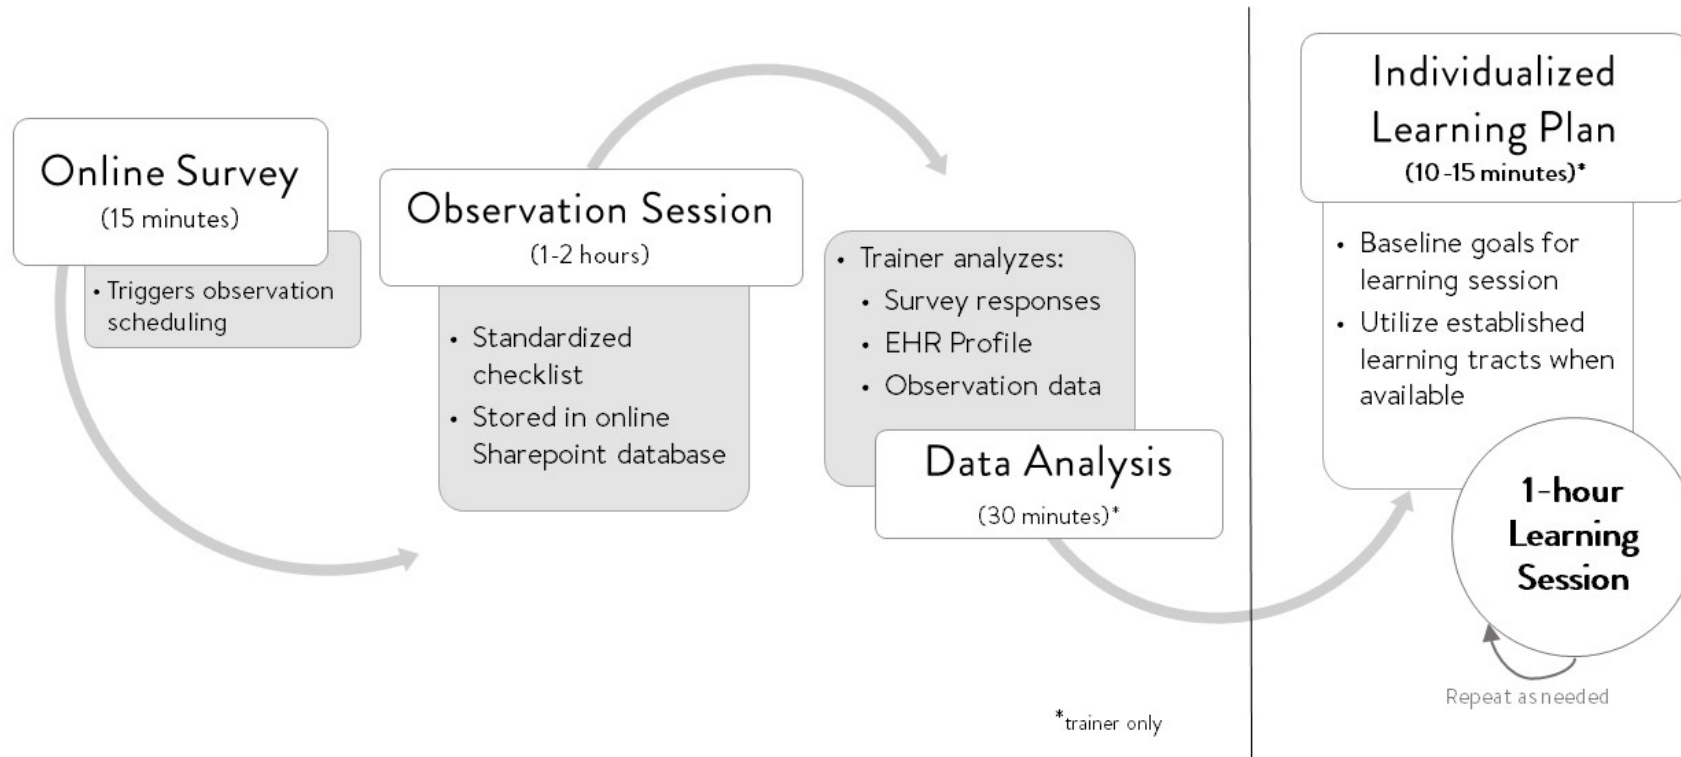 Online Survey
(15 minutes)
• Triggers observation
scheduling
Observation Session
(1-2 hours)
• Standardized
checklist
• Stored in online
Sharepoint database
• Trainer analyzes:
• Survey responses
• EHR Profile
• Observation data
Data Analysis
(30 minutes)*
Individualized
Learning Plan
(10-15 minutes)*
• Baseline goals for
learning session
• Utilize established
learning tracts when
available
1-hour
Learning
Session
Repeat as needed
*trainer only